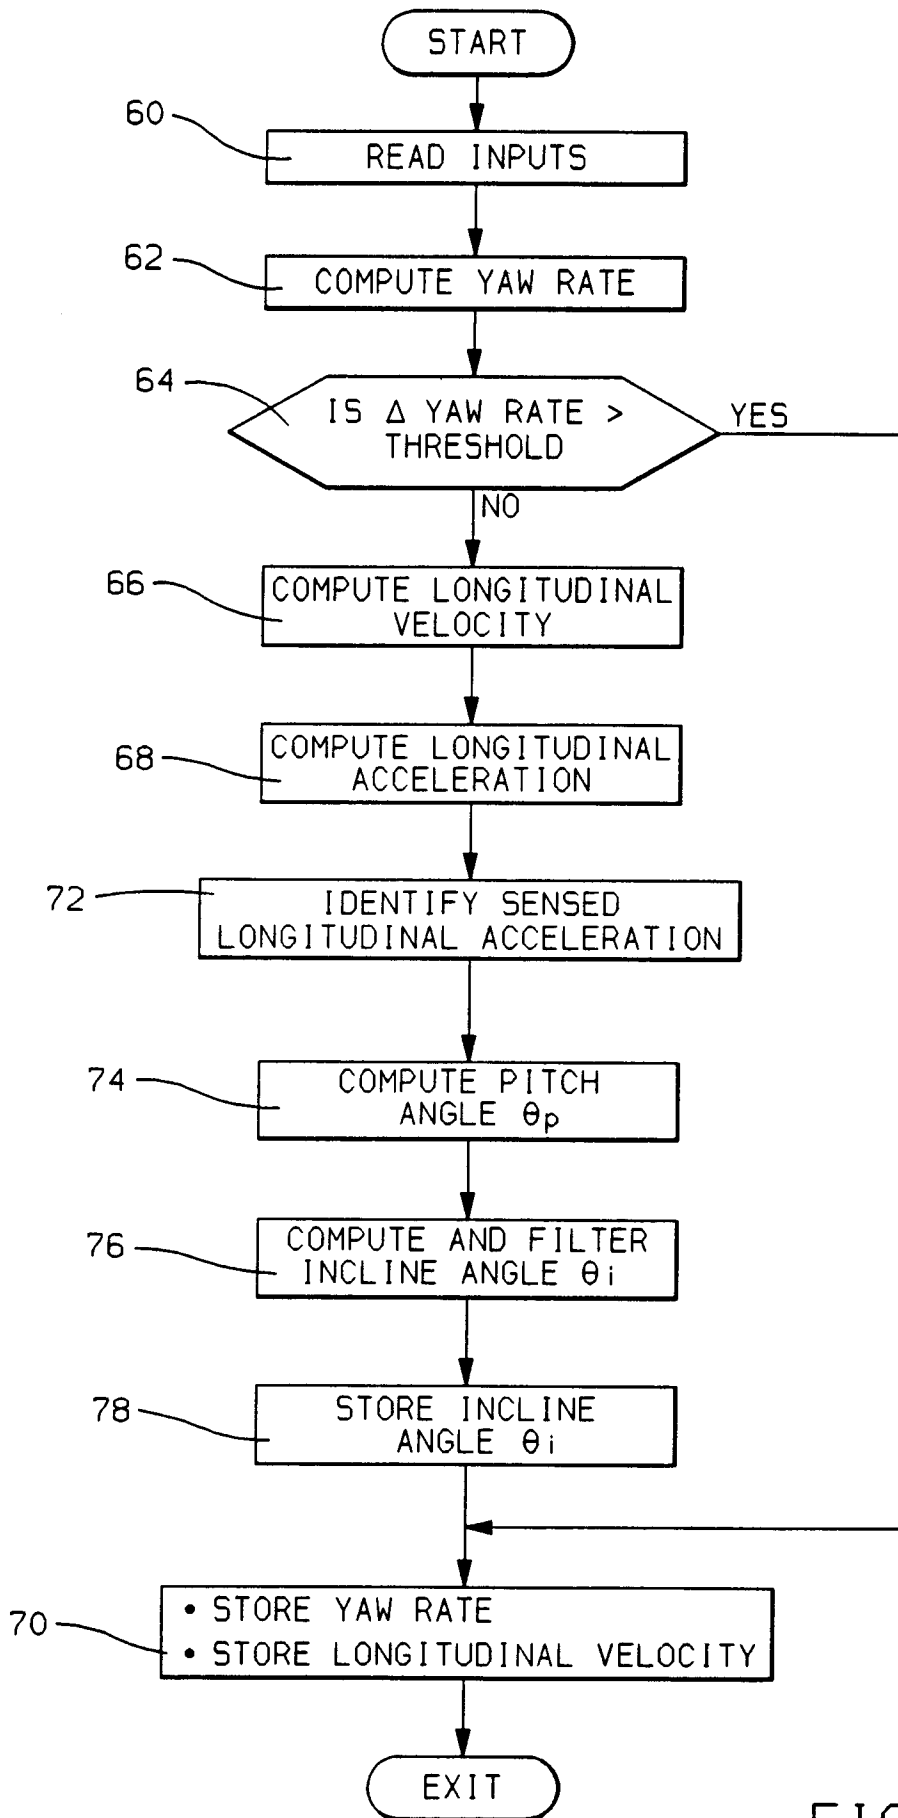 START
60
READ INPUTS
62
COMPUTE YAW RATE
64
IS Δ YAW RATE >
THRESHOLD
YES
NO
66
COMPUTE LONGITUDINAL
VELOCITY
68
COMPUTE LONGITUDINAL
ACCELERATION
72
IDENTIFY SENSED
LONGITUDINAL ACCELERATION
74
COMPUTE PITCH
ANGLE θp
76
COMPUTE AND FILTER
INCLINE ANGLE θi
78
STORE INCLINE
ANGLE θi
70
• STORE YAW RATE
• STORE LONGITUDINAL VELOCITY
EXIT
FIG